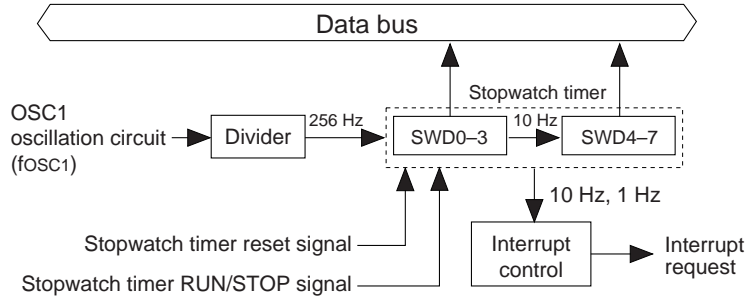 Data bus
Stopwatch timer
OSC1
oscillation circuit
(fOSC1)
Divider
256 Hz
SWD0–3
10 Hz
SWD4–7
10 Hz, 1 Hz
Stopwatch timer reset signal
Stopwatch timer RUN/STOP signal
Interrupt
control
Interrupt
request